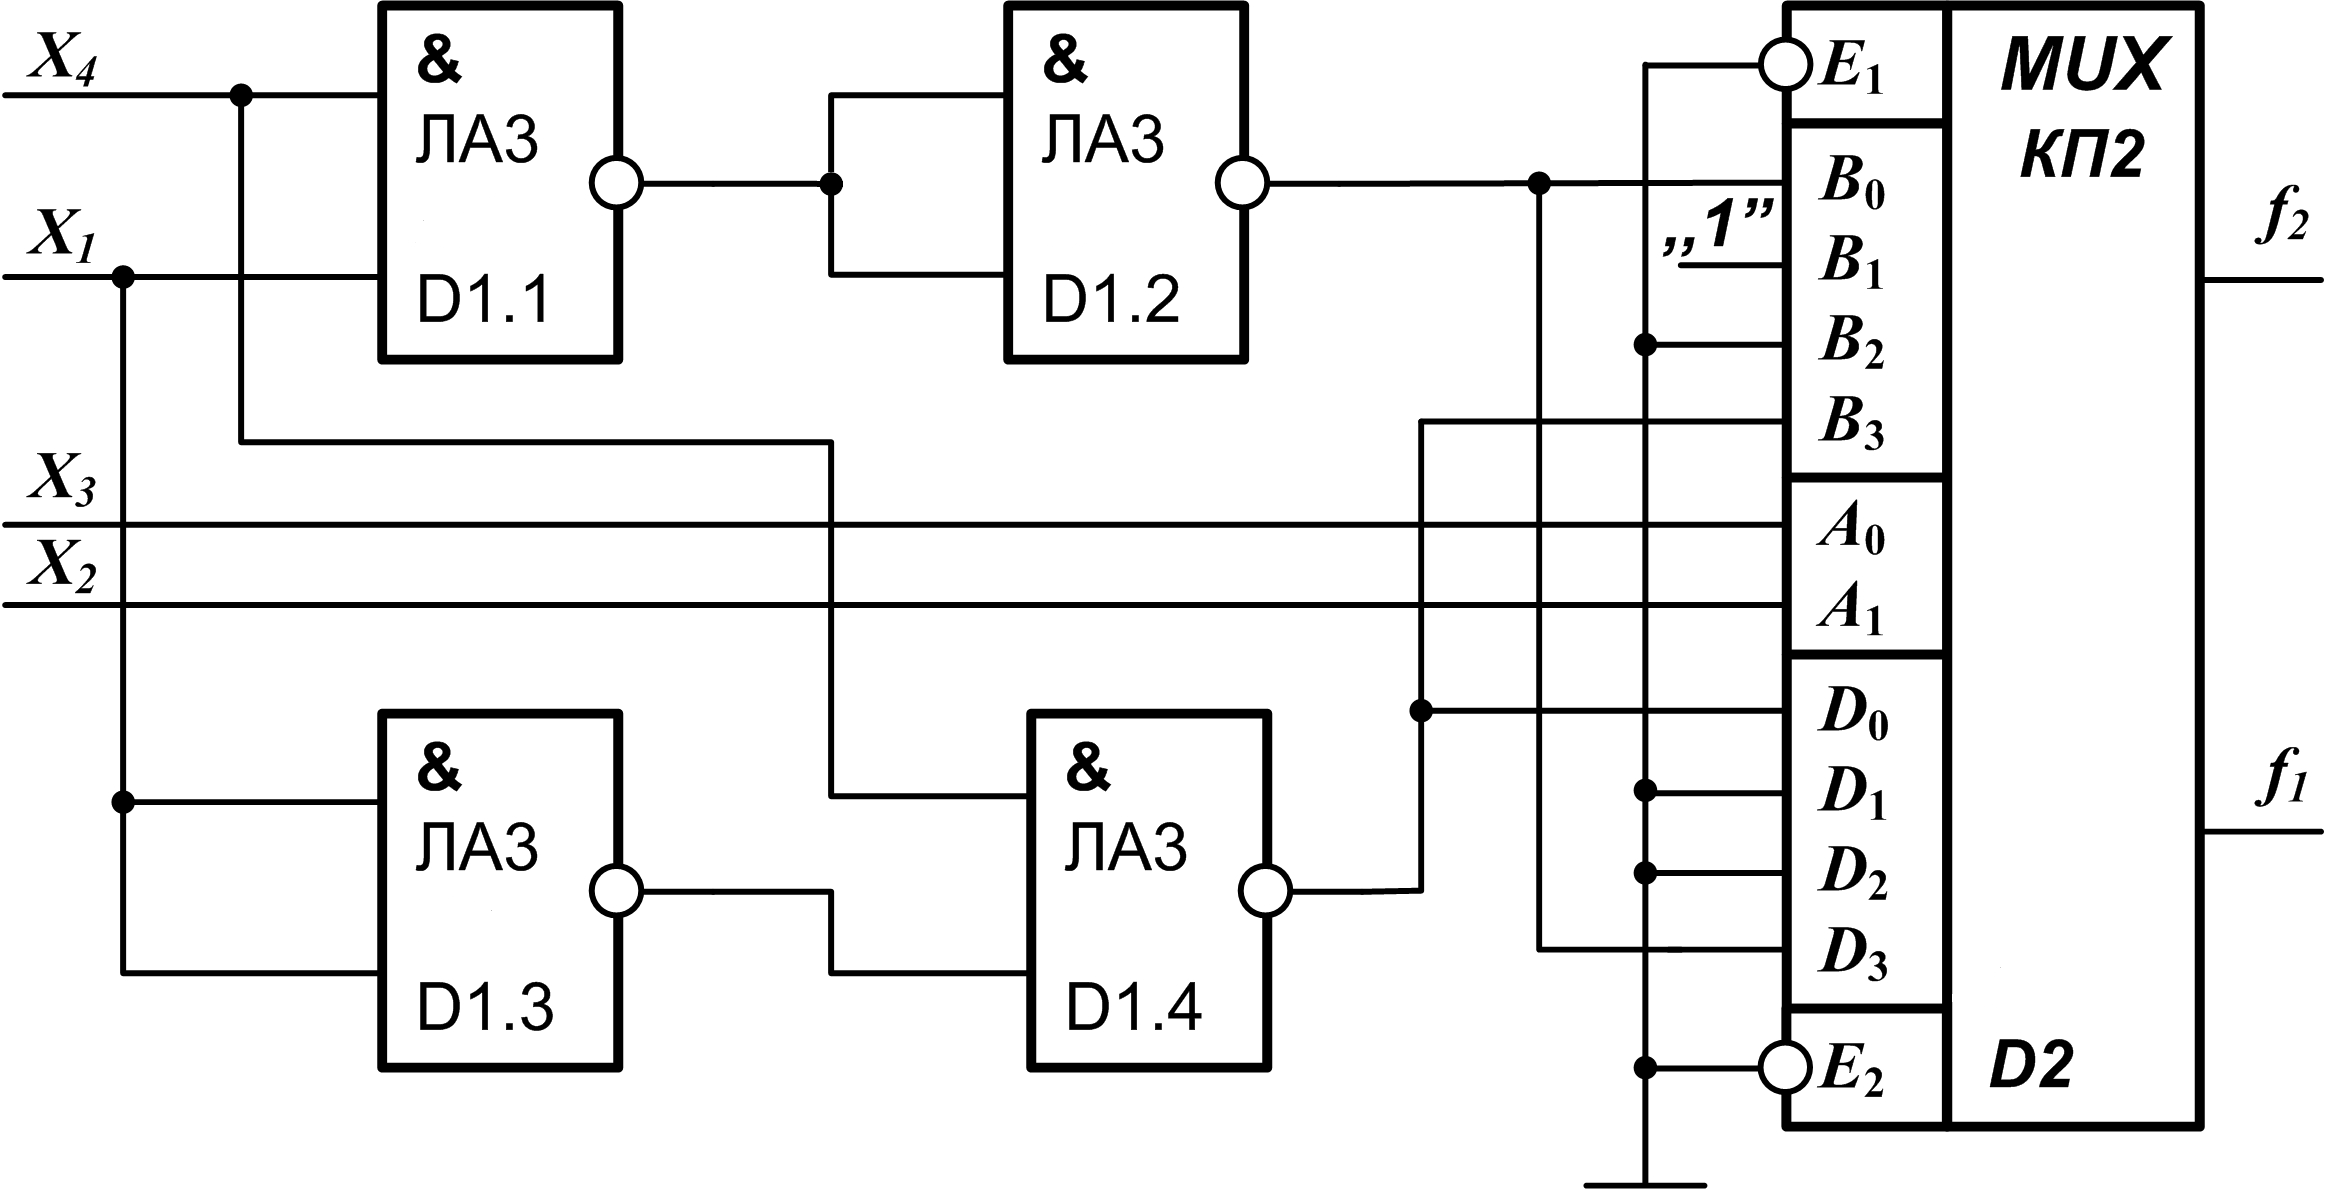 X4
X1
X3
X2
&
ЛА3
D1.1
&
ЛА3
D1.2
&
ЛА3
D1.3
&
ЛА3
D1.4
„1”
E1
B0
B1
B2
B3
A0
A1
D0
D1
D2
D3
E2
MUX
КП2
D2
f2
f1